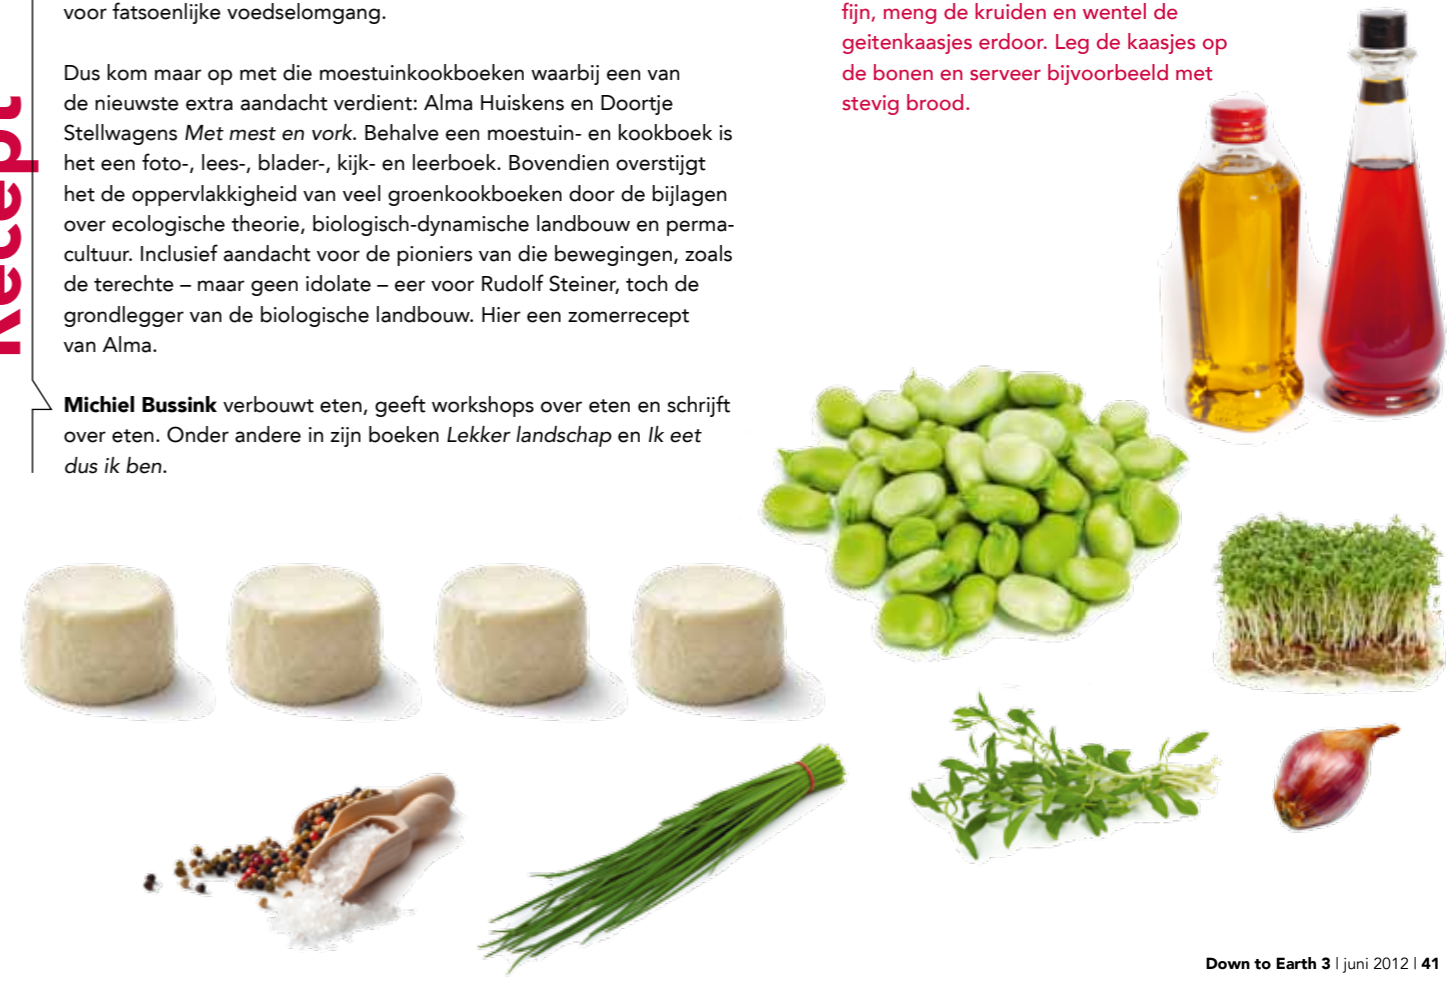 Recept
voor fatsoenlijke voedselomgang.
Dus kom maar op met die moestuinkookboeken waarbij een van
de nieuwste extra aandacht verdient: Alma Huiskens en Doortje
Stellwagens Met mest en vork. Behalve een moestuin- en kookboek is
het een foto-, lees-, blader-, kijk- en leerboek. Bovendien overstijgt
het de oppervlakkigheid van veel groenkookboeken door de bijlagen
over ecologische theorie, biologisch-dynamische landbouw en perma-
cultuur. Inclusief aandacht voor de pioniers van die bewegingen, zoals
de terechte – maar geen idolate – eer voor Rudolf Steiner, toch de
grondlegger van de biologische landbouw. Hier een zomerrecept
van Alma.
Michiel Bussink verbouwt eten, geeft workshops over eten en schrijft
over eten. Onder andere in zijn boeken Lekker landschap en Ik eet
dus ik ben.
fijn, meng de kruiden en wentel de
geitenkaasjes erdoor. Leg de kaasjes op
de bonen en serveer bijvoorbeeld met
stevig brood.
Down to Earth 3 | juni 2012 | 41